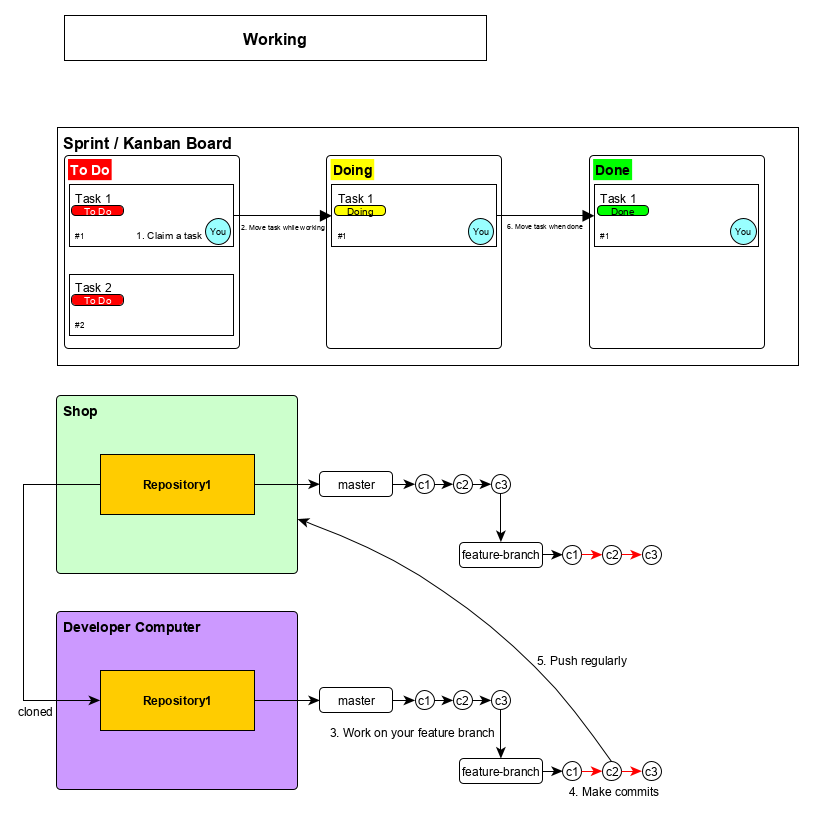 Working
Sprint / Kanban Board
To Do
Doing
Done
Task 1
To Do
#1
1. Claim a task
You
2. Move task while working
Task 1
Doing
#1
You
6. Move task when done
Task 1
Done
#1
You
Task 2
To Do
#2
Shop
Repository1
master
c1
c2
c3
feature-branch
c1
c2
c3
Developer Computer
5. Push regularly
Repository1
cloned
master
c1
c2
c3
3. Work on your feature branch
feature-branch
c1
c2
c3
4. Make commits